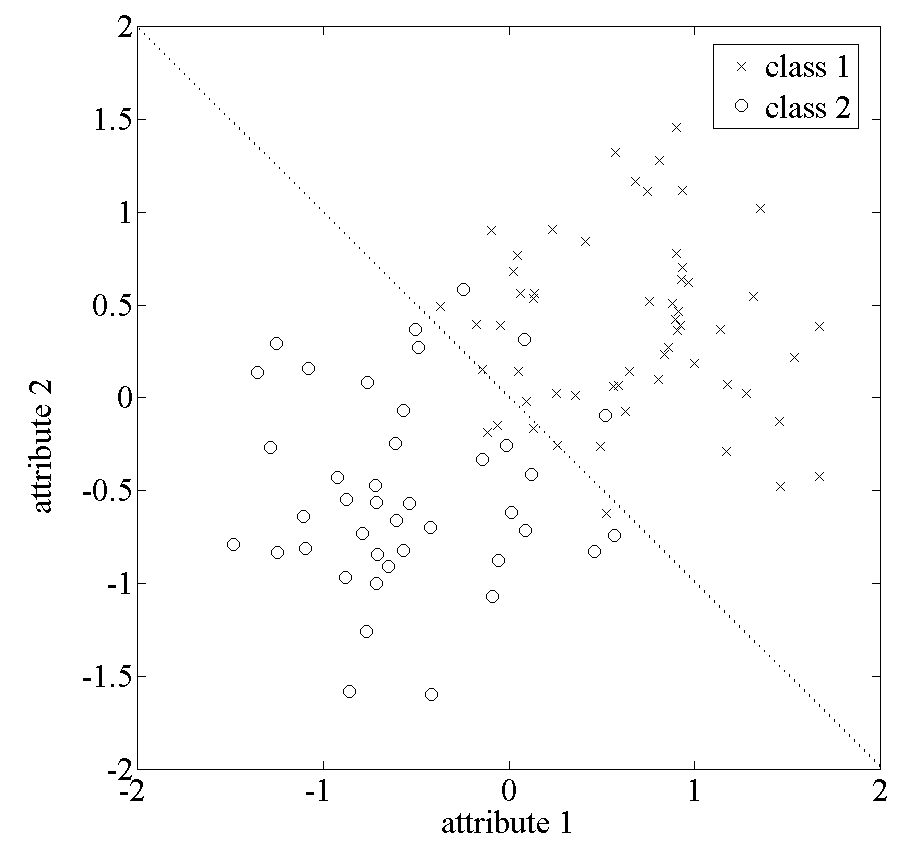 2
1.5
1
0.5
0
-0.5
-1
-1.5
-2
-2 -1 0 1 2
attribute 1
attribute 2
class 1
class 2